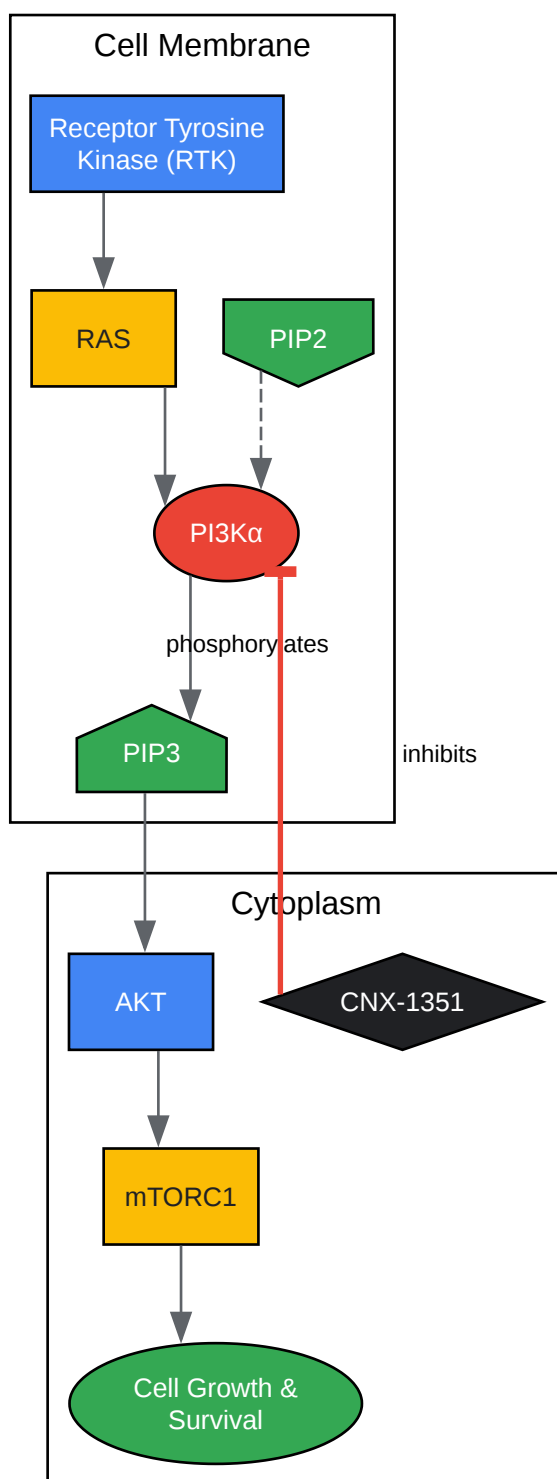 Cell Membrane
Receptor Tyrosine
Kinase (RTK)
RAS
PIP2
PI3Kα
phosphorylates
PIP3
inhibits
Cytoplasm
AKT
CNX-1351
mTORC1
Cell Growth &
Survival